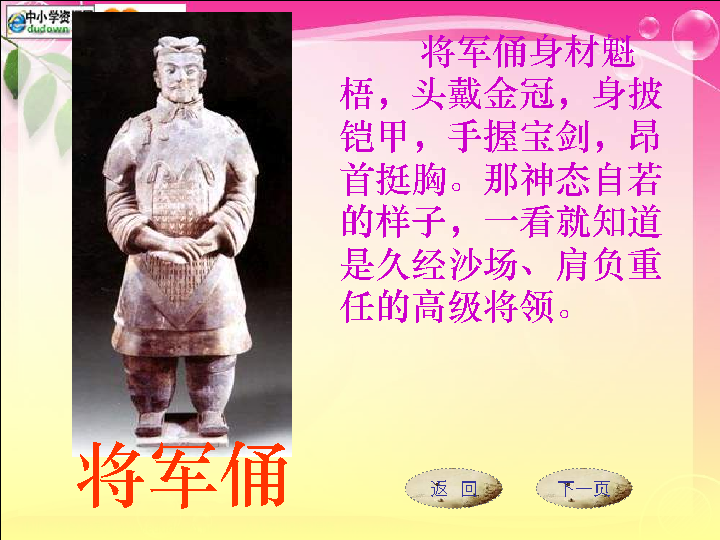 中小学资源网
dudown
将军俑身材魁
梧，头戴金冠，身披
铠甲，手握宝剑，昂
首挺胸。那神态自若
的样子，一看就知道
是久经沙场、肩负重
任的高级将领。
将军俑
返 回
下一页